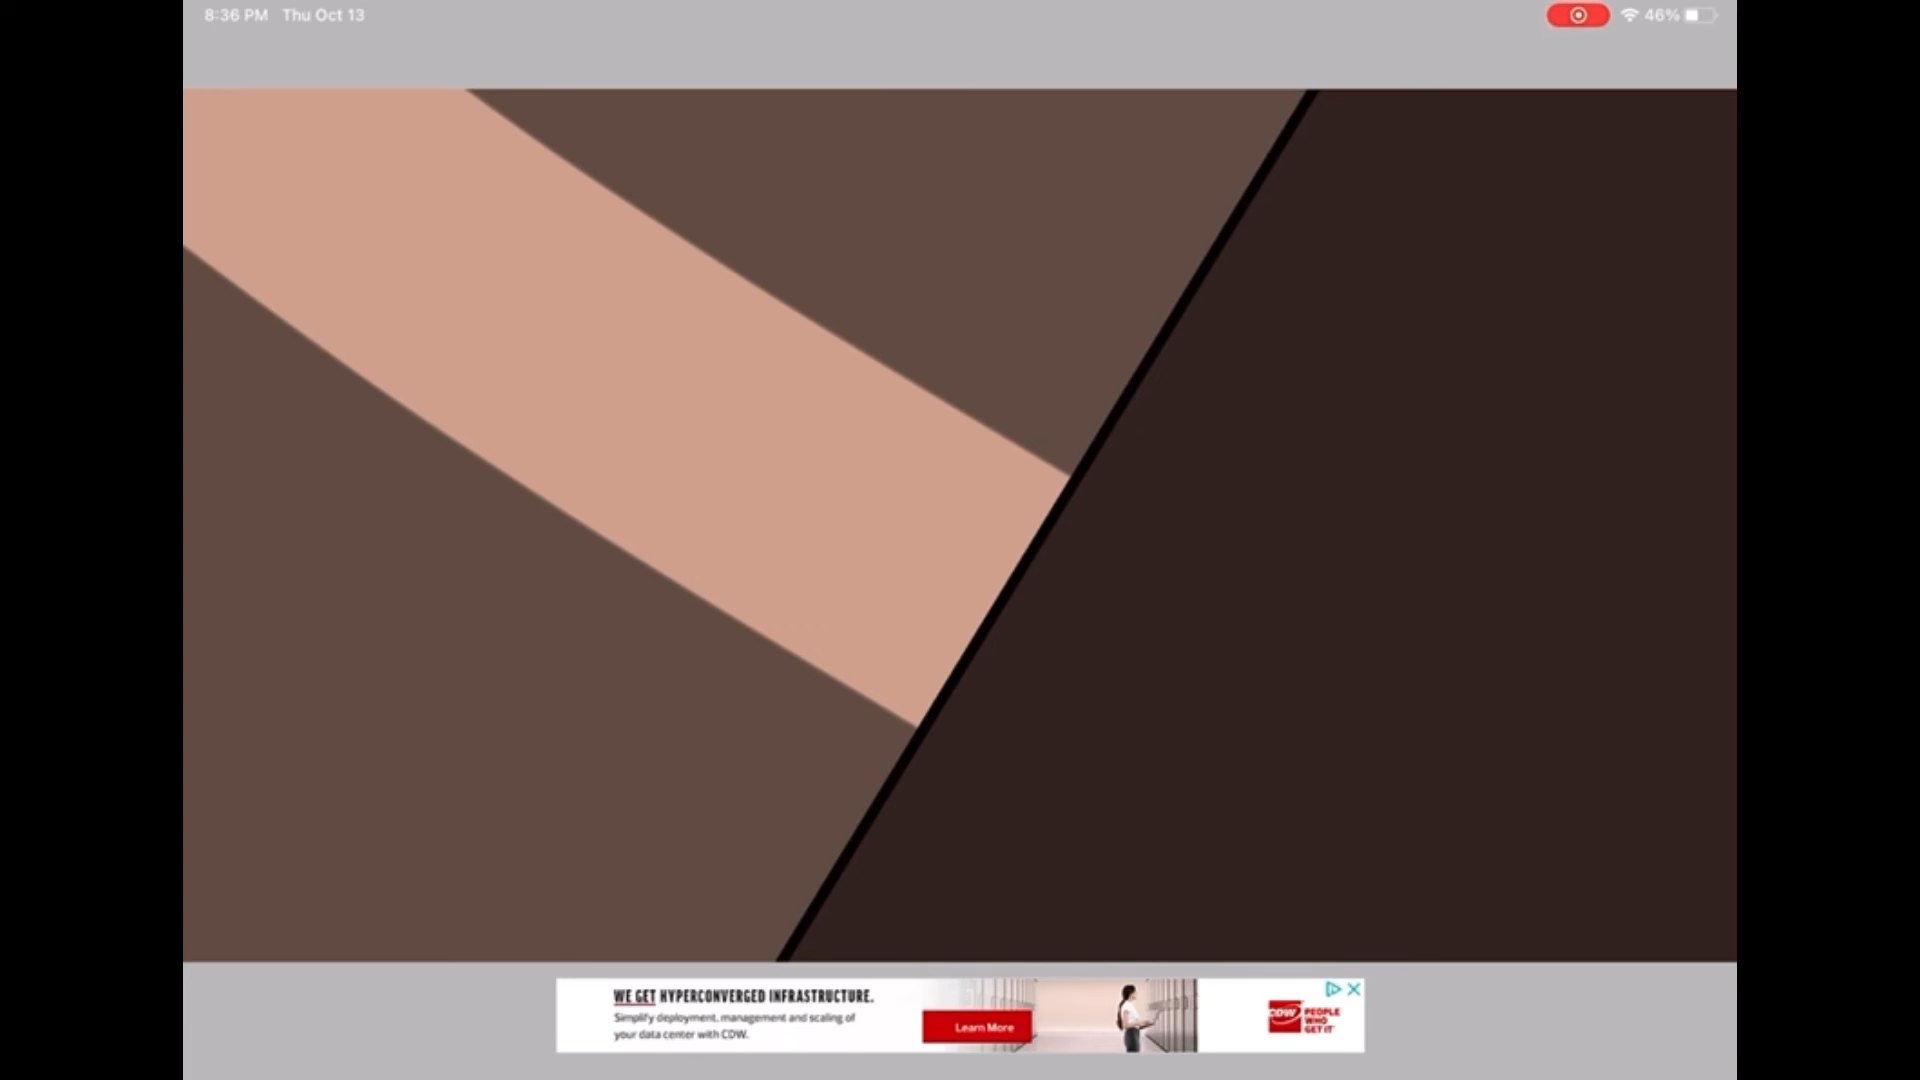 8:36 PM Thu Oct 13
46%
WE GET HYPERCONVERGED INFRASTRUCTURE.
Simplify deployment, management and scaling of
your data center with CDW.
Learn More
CDW
PEOPLE
WHO
GET IT